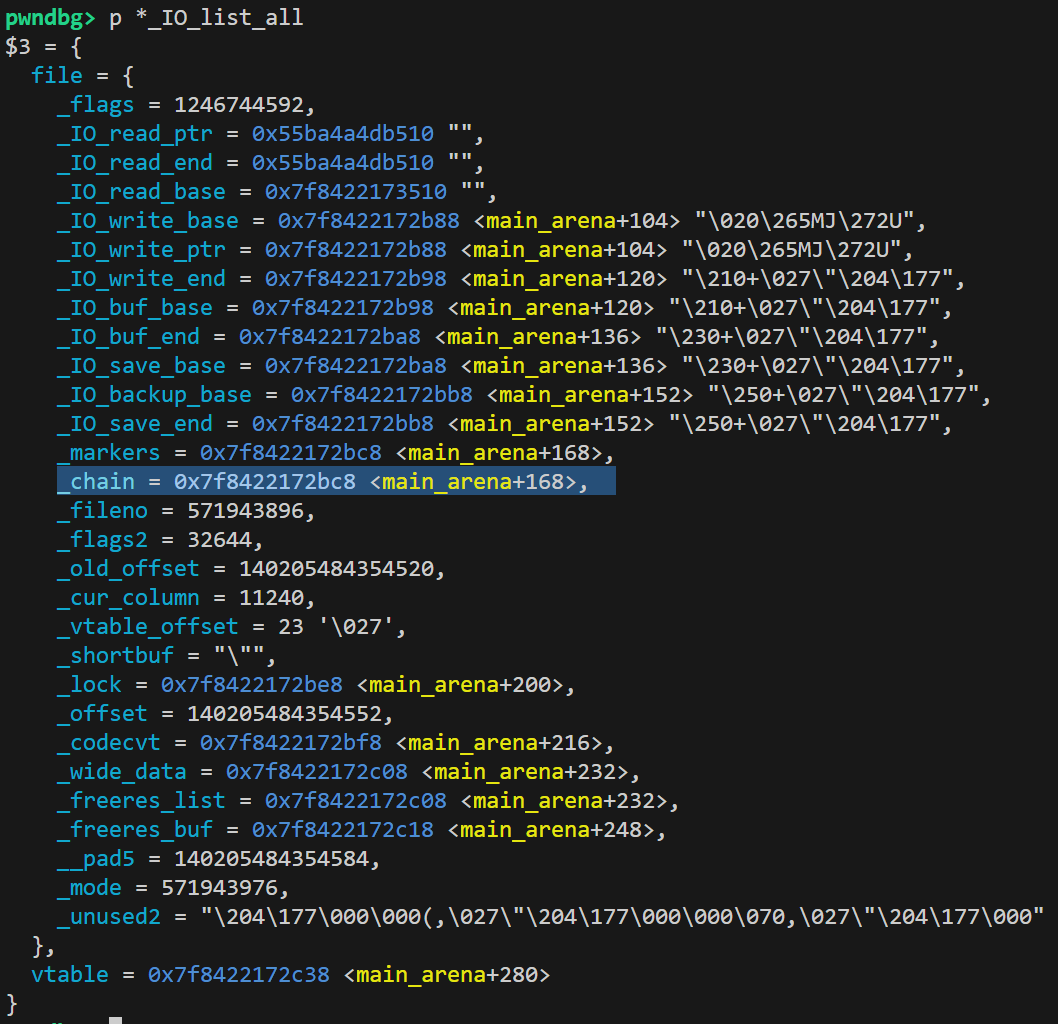 pwndbg> p *_IO_list_all
$3 = {
  file = {
    _flags = 1246744592,
    _IO_read_ptr = 0x55ba4a4db510 "",
    _IO_read_end = 0x55ba4a4db510 "",
    _IO_read_base = 0x7f8422173510 "",
    _IO_write_base = 0x7f8422172b88 <main_arena+104> "\020\265MJ\272U",
    _IO_write_ptr = 0x7f8422172b88 <main_arena+104> "\020\265MJ\272U",
    _IO_write_end = 0x7f8422172b98 <main_arena+120> "\210+\027\"\204\177",
    _IO_buf_base = 0x7f8422172b98 <main_arena+120> "\210+\027\"\204\177",
    _IO_buf_end = 0x7f8422172ba8 <main_arena+136> "\230+\027\"\204\177",
    _IO_save_base = 0x7f8422172ba8 <main_arena+136> "\230+\027\"\204\177",
    _IO_backup_base = 0x7f8422172bb8 <main_arena+152> "\250+\027\"\204\177",
    _IO_save_end = 0x7f8422172bb8 <main_arena+152> "\250+\027\"\204\177",
    _markers = 0x7f8422172bc8 <main_arena+168>,
    _chain = 0x7f8422172bc8 <main_arena+168>,
    _fileno = 571943896,
    _flags2 = 32644,
    _old_offset = 140205484354520,
    _cur_column = 11240,
    _vtable_offset = 23 '\027',
    _shortbuf = "\"",
    _lock = 0x7f8422172be8 <main_arena+200>,
    _offset = 140205484354552,
    _codecvt = 0x7f8422172bf8 <main_arena+216>,
    _wide_data = 0x7f8422172c08 <main_arena+232>,
    _freeres_list = 0x7f8422172c08 <main_arena+232>,
    _freeres_buf = 0x7f8422172c18 <main_arena+248>,
    __pad5 = 140205484354584,
    _mode = 571943976,
    _unused2 = "\204\177\000\000(,\027\"\204\177\000\000\070,\027\"\204\177\000"
  },
  vtable = 0x7f8422172c38 <main_arena+280>
}